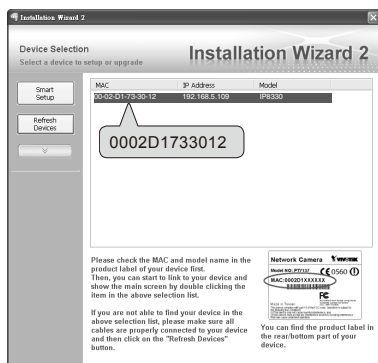 Installation Wizard 2
Device Selection
Select a device to setup or upgrade
Installation Wizard 2
Smart
Setup
Refresh
Devices
MAC IP Address Model
00-02-D1-73-30-12 192.168.5.109 IP8330
0002D1733012
Please check the MAC and model name in the
product label of your device first.
Then, you can start to link to your device and
show the main screen by double clicking the
item in the above selection list.
If you are not able to find your device in the
above selection list, please make sure all
cables are properly connected to your device
and then click on the "Refresh Devices"
button.
Network Camera VIVOTEK
Model NO: PT7137 CE 0560
MAC:0002D1XXXXXX
Made in Taiwan
FC
You can find the product label in
the rear/bottom part of your
device.